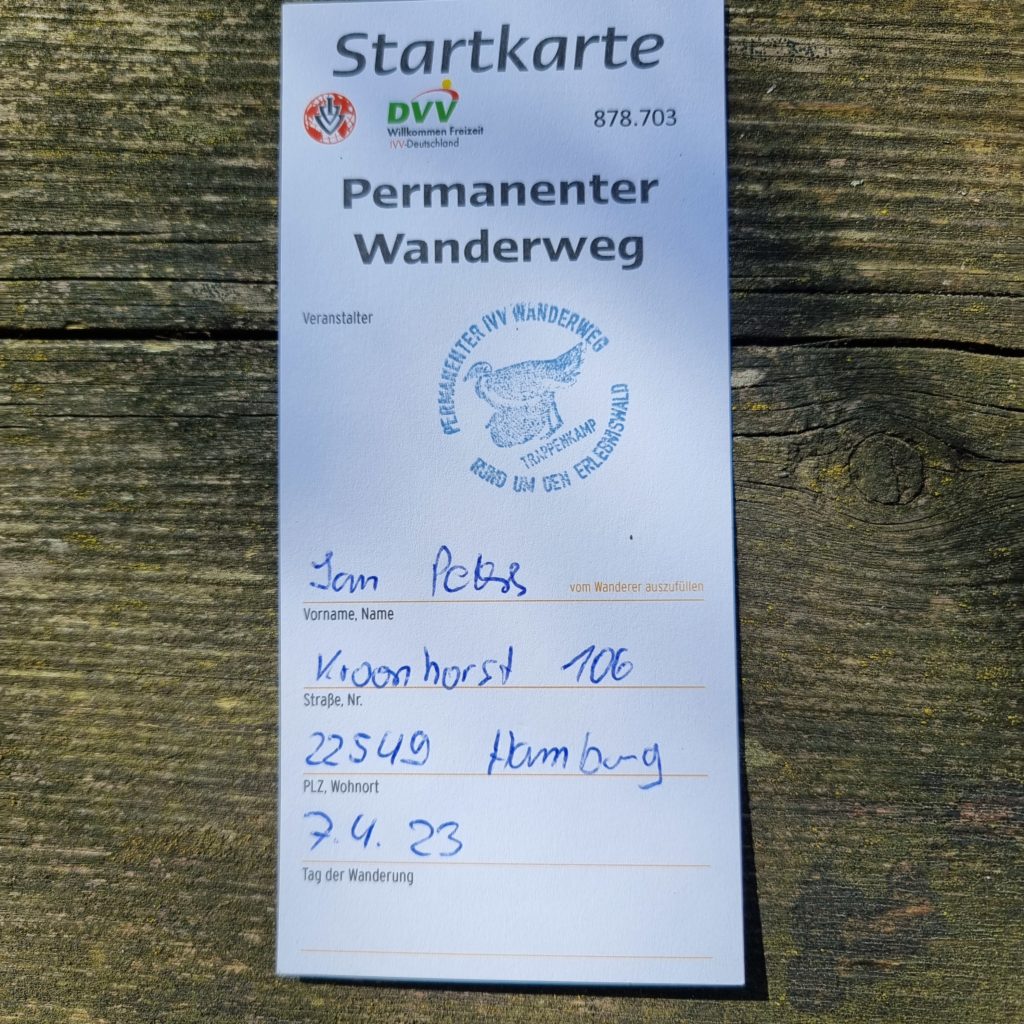 Startkarte
IVV
DVV
Willkommen Freizeit
IVV-Deutschland
878.703
Permanenter
Wanderweg
Veranstalter
PERMANENTER IVV WANDERWEG
TRAPPENKAMP
RUND UM DEN ERLEBNISWALD
Jan Peters vom Wanderer auszufüllen
Vorname, Name
Kroonhorst 106
Straße, Nr.
22549 Hamburg
PLZ, Wohnort
7.4.23
Tag der Wanderung